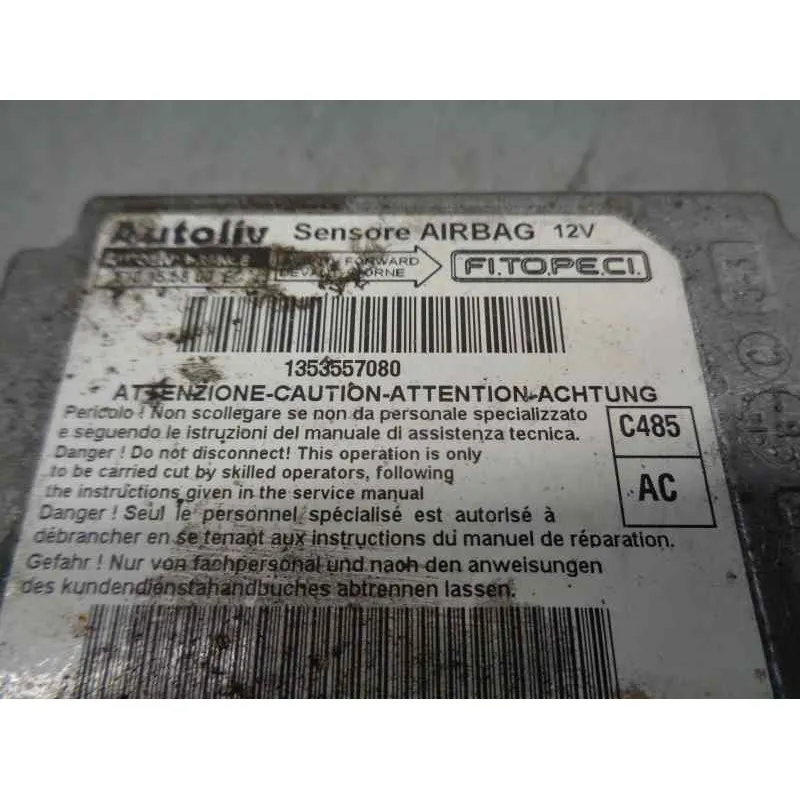 Autoliv Sensore AIRBAG 12V
FORWARD FI.TO.PE.CI.
1353557080
ATTENZIONE-CAUTION-ATTENTION-ACHTUNG
Pericolo ! Non scollegare se non da personale specializzato
e seguendo le istruzioni del manuale di assistenza tecnica.
C485
Danger ! Do not disconnect! This operation is only
to be carried cut by skilled operators, following
the instructions given in the service manual
AC
Danger ! Seul le personnel spécialisé est autorisé à
débrancher en se tenant aux instructions du manuel de réparation.
Gefahr ! Nur von fachpersonal und nach den anweisungen
des kundendienstahandbuches abtrennen lassen.